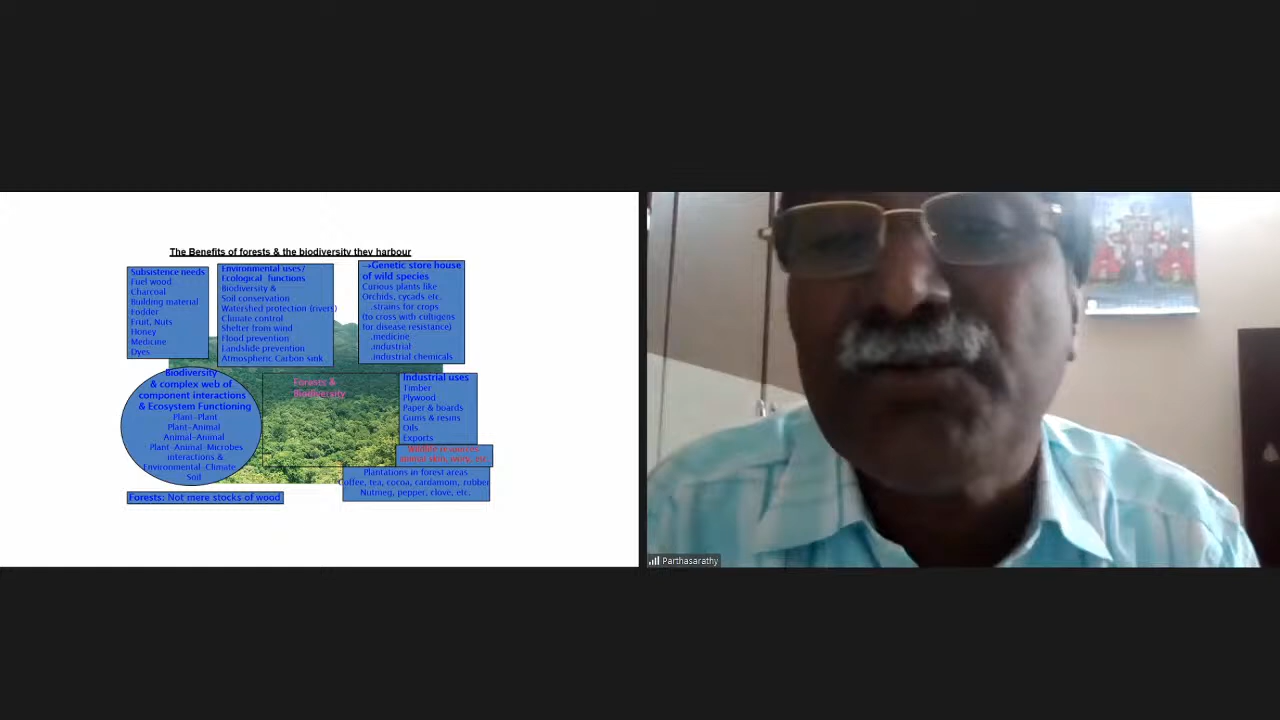 The Benefits of forests & the biodiversity they harbour
Subsistence needs
Fuel wood
Charcoal
Building material
Fodder
Fruit, Nuts
Honey
Medicine
Dyes
Environmental uses/
Ecological functions
Biodiversity &
Soil conservation
Watershed protection (rivers)
Climate control
Shelter from wind
Flood prevention
Landslide prevention
Atmospheric Carbon sink
→Genetic store house
of wild species
Curious plants like
Orchids, cycads etc.
.strains for crops
(to cross with cultigens
for disease resistance)
.medicine
.industrial
.industrial chemicals
Biodiversity
& complex web of
component interactions
& Ecosystem Functioning
Plant-Plant
Plant-Animal
Animal-Animal
Plant-Animal-Microbes
interactions &
Environmental-Climate
Soil
Forests &
Biodiversity
Industrial uses
Timber
Plywood
Paper & boards
Gums & resins
Oils
Exports
Wildlife resources-
animal skin, ivory, etc
Plantations in forest areas
Coffee, tea, cocoa, cardamom, rubber
Nutmeg, pepper, clove, etc.
Forests: Not mere stocks of wood
Parthasarathy